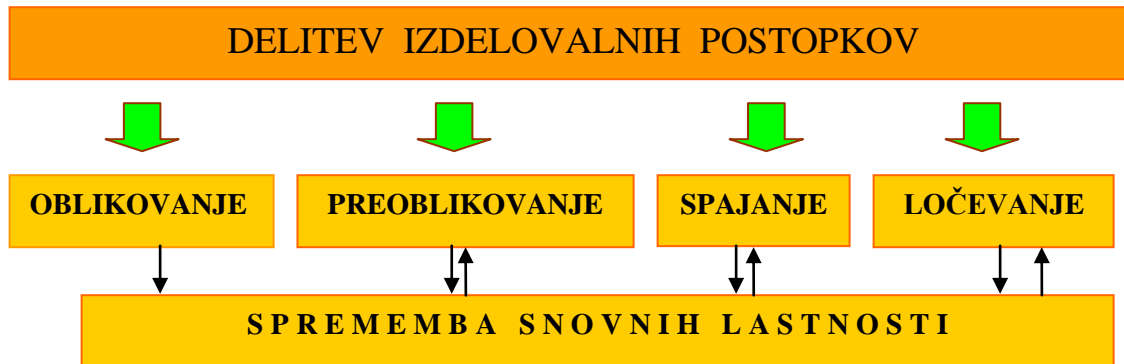 DELITEV IZDELOVALNIH POSTOPKOV
OBLIKOVANJE
PREOBLIKOVANJE
SPAJANJE
LOČEVANJE
SPREMEMBA SNOVNIH LASTNOSTI